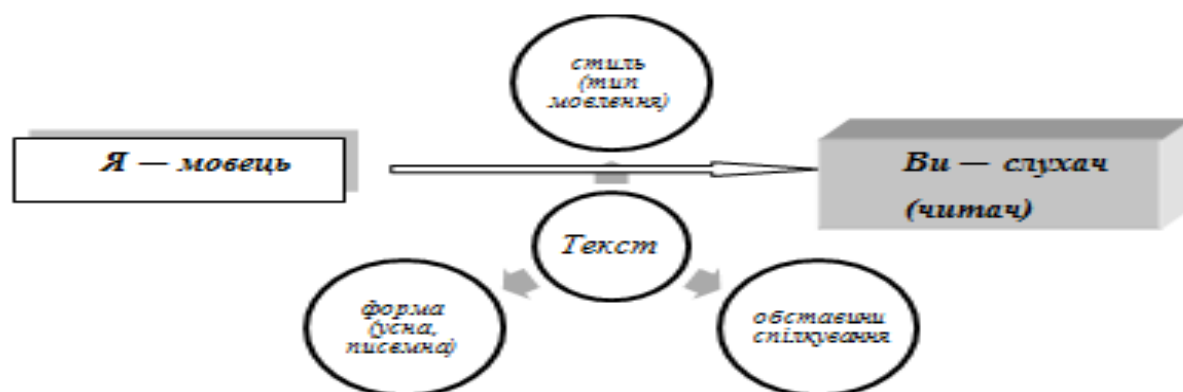 стиль
(тип
мовлення)
Я — мовець
Ви — слухач
(читач)
Текст
форма
(усна,
писемна)
обставини
спілкування